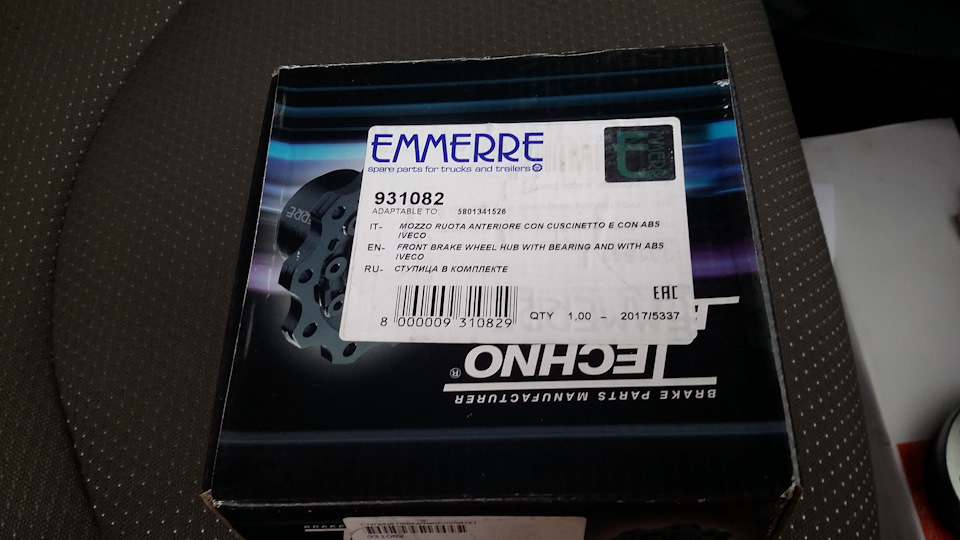 EMMERRE
spare parts for trucks and trailers ®
931082
ADAPTABLE TO: 5801341526
IT- MOZZO RUOTA ANTERIORE CON CUSCINETTO E CON ABS
IVECO
EN- FRONT BRAKE WHEEL HUB WITH BEARING AND WITH ABS
IVECO
RU- СТУПИЦА В КОМПЛЕКТЕ
EAC
8 000009 310829
QTY 1,00 - 2017/5337
TECHNO ®
BRAKE PARTS MANUFACTURER
931082